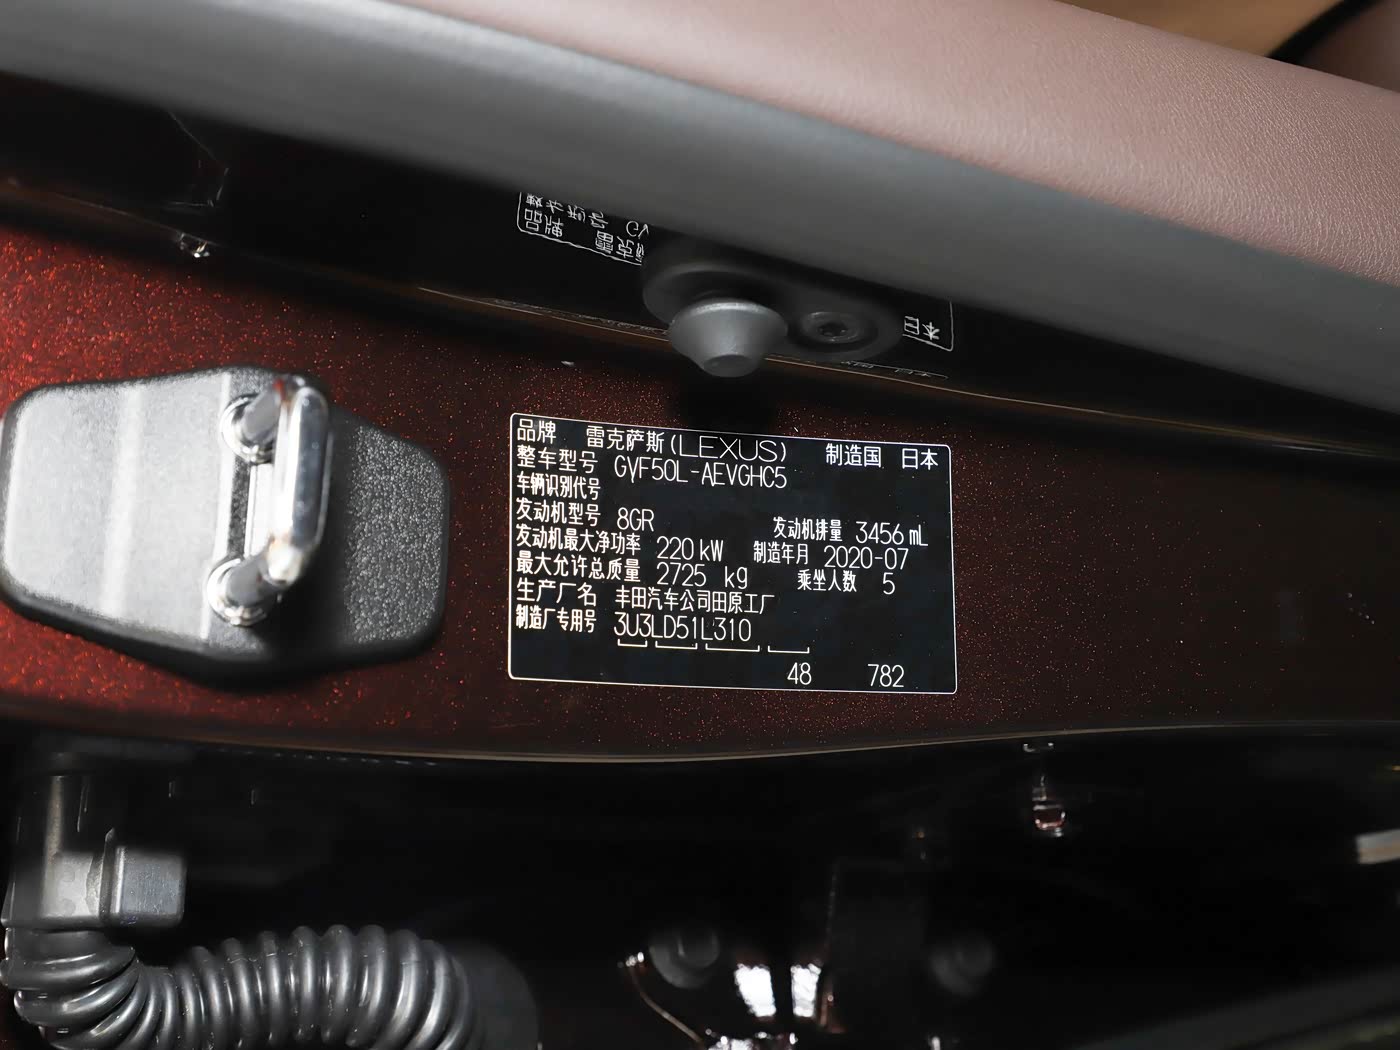 品牌 雷克萨斯(LEXUS) 制造国 日本
整车型号 GVF50L-AEVGHC5
车辆识别代号
发动机型号 8GR 发动机排量 3456 mL
发动机最大净功率 220 kW 制造年月 2020-07
最大允许总质量 2725 kg 乘坐人数 5
生产厂名 丰田汽车公司田原工厂
制造厂专用号 3U3LD51L310
48 782